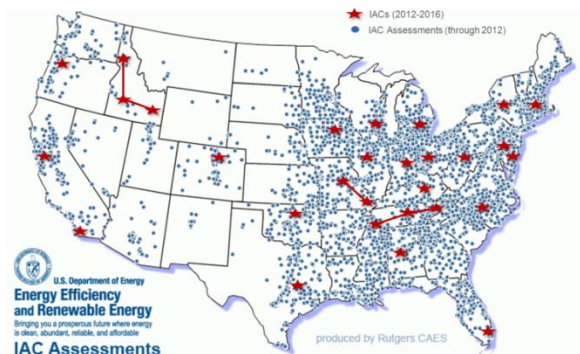 IACs (2012-2016)
IAC Assessments (through 2012)
U.S. Department of Energy
Energy Efficiency
and Renewable Energy
Bringing you a prosperous future where energy
is clean, abundant, reliable, and affordable
IAC Assessments
produced by Rutgers CAES